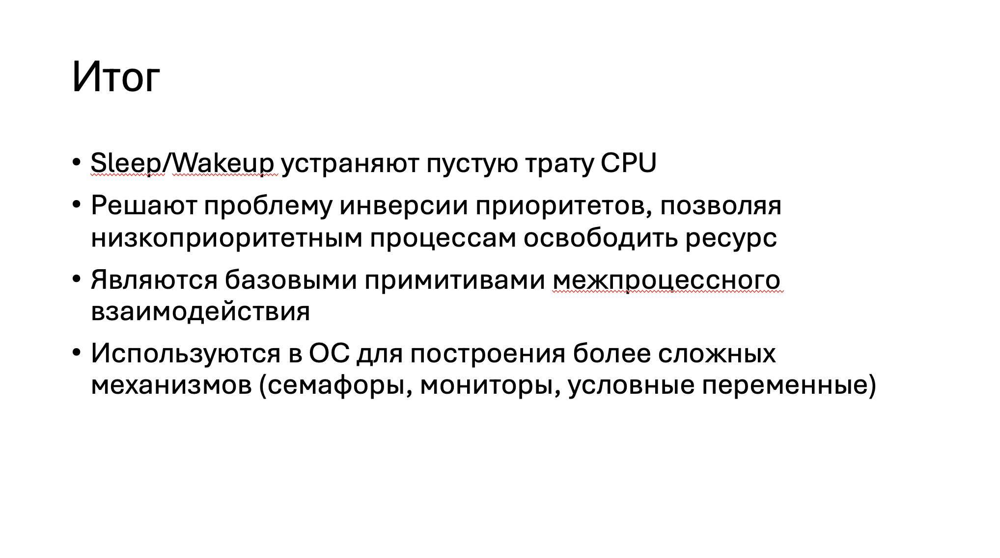 Итог
• Sleep/Wakeup устраняют пустую трату CPU
• Решают проблему инверсии приоритетов, позволяя
низкоприоритетным процессам освободить ресурс
• Являются базовыми примитивами межпроцессного
взаимодействия
• Используются в ОС для построения более сложных
механизмов (семафоры, мониторы, условные переменные)